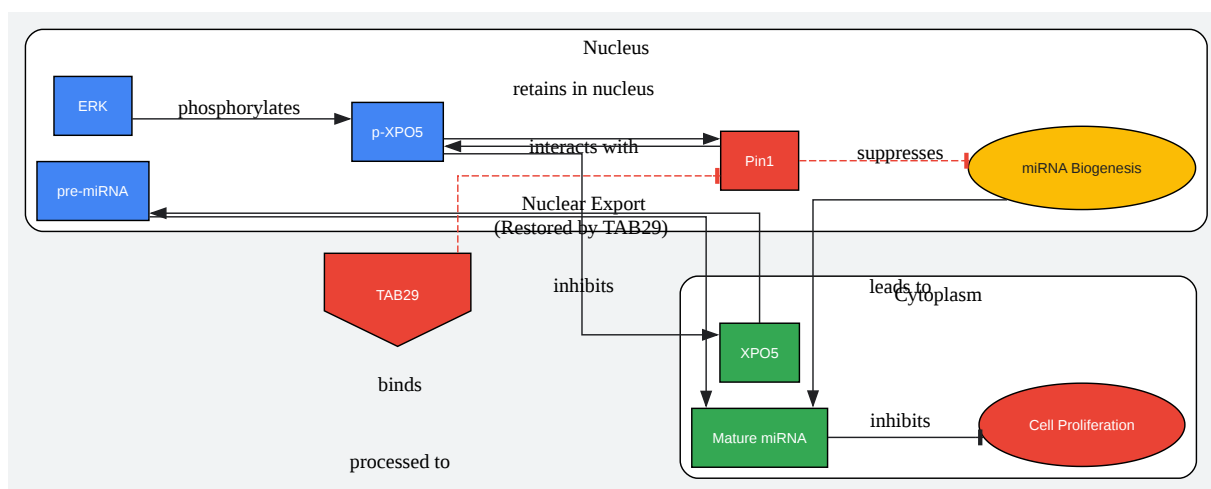 Nucleus
retains in nucleus
ERK
phosphorylates
p-XPO5
interacts with
Pin1
suppresses
miRNA Biogenesis
pre-miRNA
Nuclear Export
(Restored by TAB29)
TAB29
inhibits
leads to
Cytoplasm
XPO5
binds
Mature miRNA
inhibits
Cell Proliferation
processed to